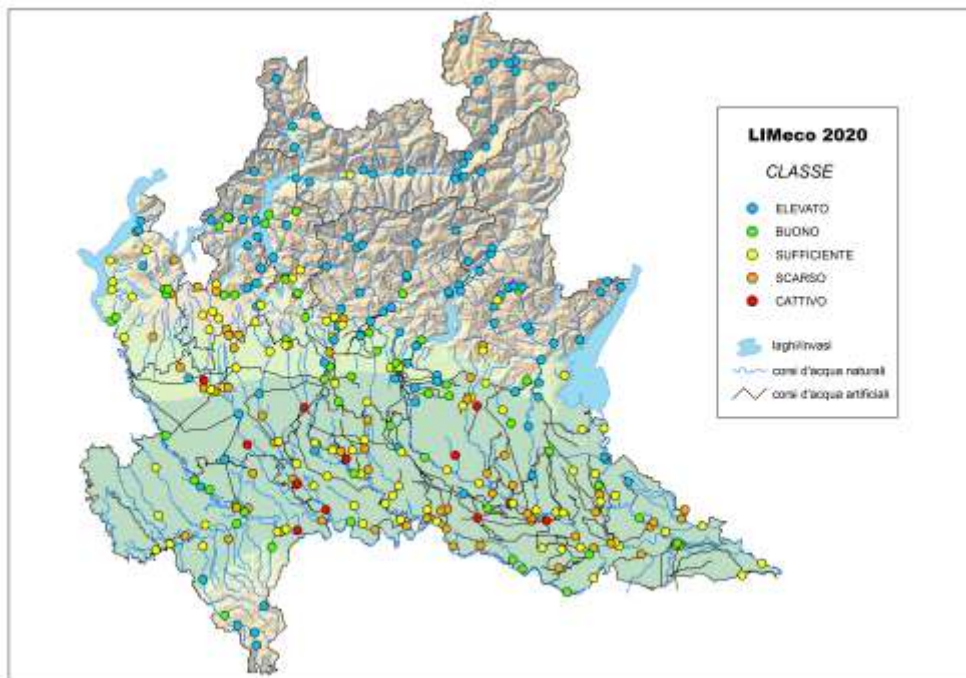 LIMeco 2020
CLASSE
ELEVATO
BUONO
SUFFICIENTE
SCARSO
CATTIVO
laghi/invasi
corsi d'acqua naturali
corsi d'acqua artificiali